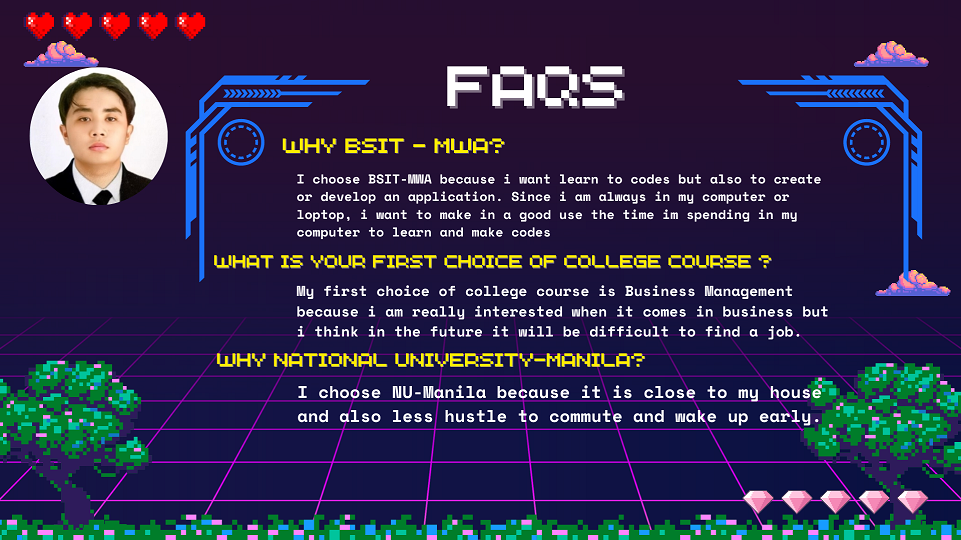 FAQS
WHY BSIT - MWA?
I choose BSIT-MWA because i want learn to codes but also to create
or develop an application. Since i am always in my computer or
loptop, i want to make in a good use the time im spending in my
computer to learn and make codes
WHAT IS YOUR FIRST CHOICE OF COLLEGE COURSE ?
My first choice of college course is Business Management
because i am really interested when it comes in business but
i think in the future it will be difficult to find a job.
WHY NATIONAL UNIVERSITY-MANILA?
I choose NU-Manila because it is close to my house
and also less hustle to commute and wake up early.